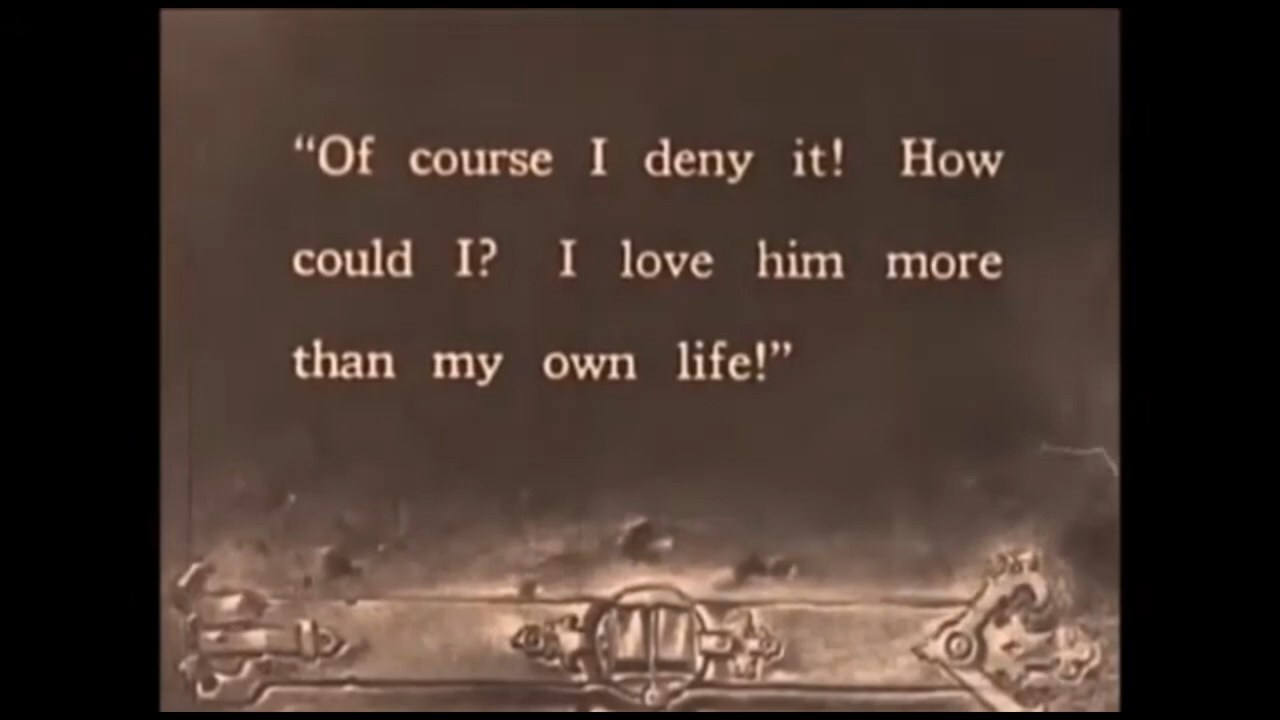 “Of course I deny it! How
could I? I love him more
than my own life!”